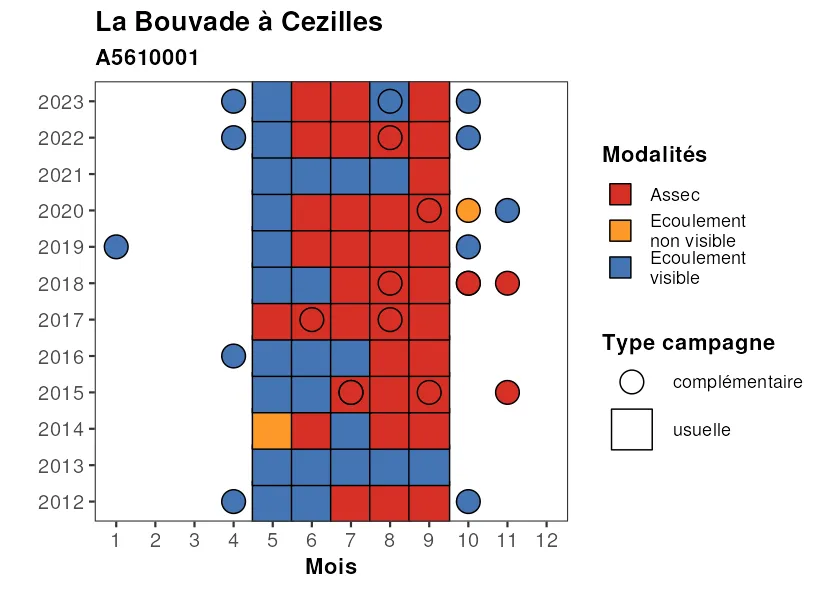 La Bouvade à Cezilles
A5610001
2023
2022
2021
2020
2019
2018
2017
2016
2015
2014
2013
2012
1 2 3 4 5 6 7 8 9 10 11 12
Mois
Modalités
Assec
Ecoulement
non visible
Ecoulement
visible
Type campagne
complémentaire
usuelle